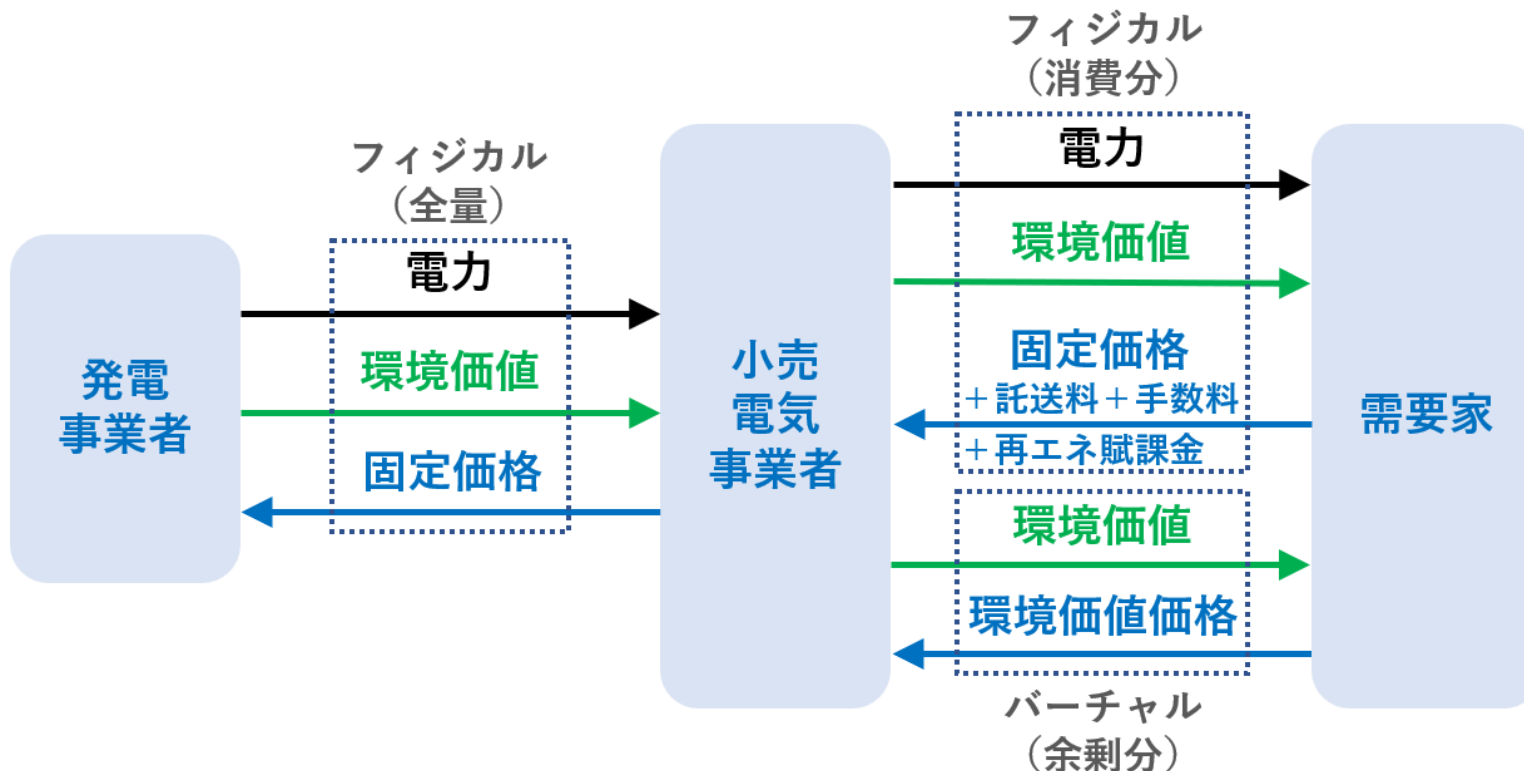 フィジカル
（全量）
電力
環境価値
固定価格
発電
事業者
小売
電気
事業者
フィジカル
（消費分）
電力
環境価値
固定価格
＋託送料＋手数料
＋再エネ賦課金
環境価値
環境価値価格
バーチャル
（余剰分）
需要家